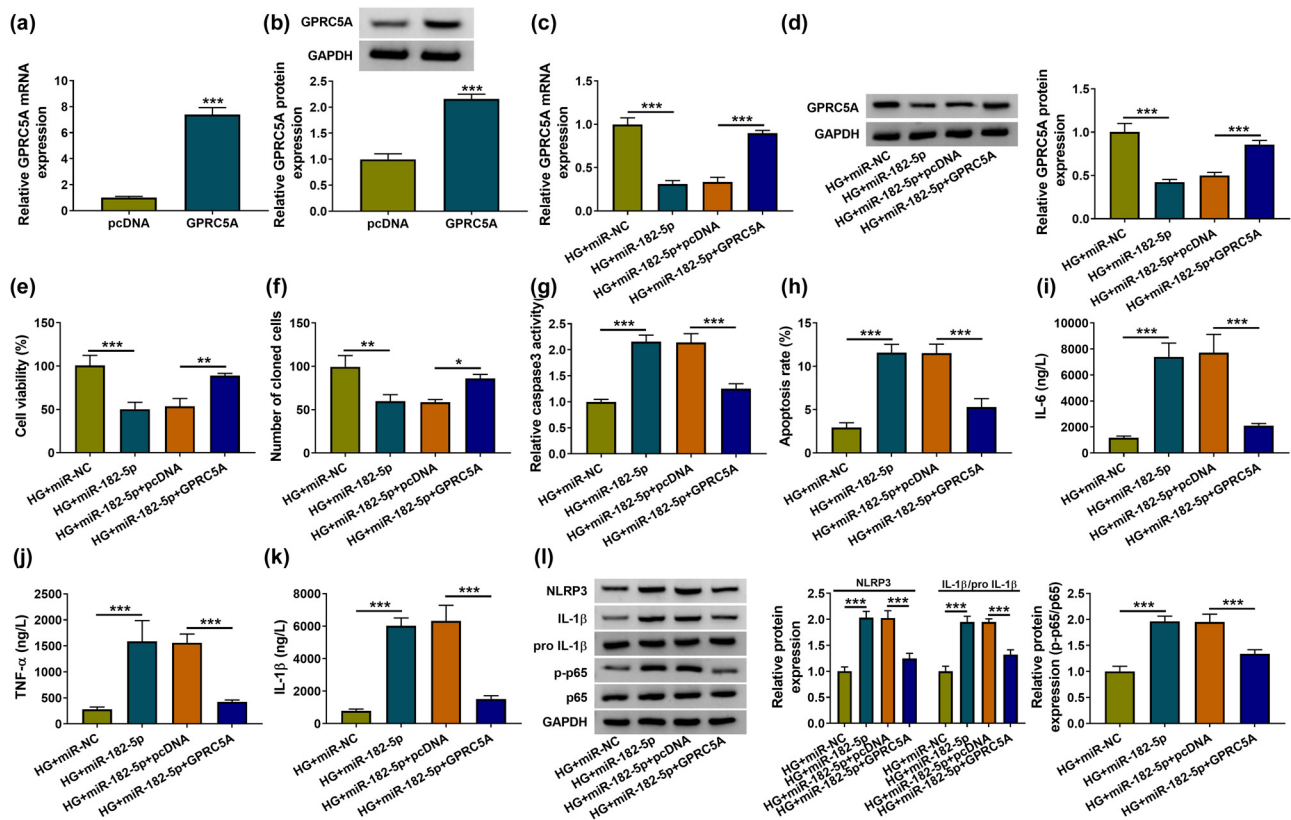 (a)
Relative GPRC5A mRNA
expression
10
8
6
4
2
0
***
pcDNA
GPRC5A
(b)
GPRC5A
GAPDH
Relative GPRC5A protein
expression
2.5
2.0
1.5
1.0
0.5
0.0
***
pcDNA
GPRC5A
(c)
Relative GPRC5A mRNA
expression
1.5
1.0
0.5
0.0
***
***
HG+miR-NC
HG+miR-182-5p
HG+miR-182-5p+pcDNA
HG+miR-182-5p+GPRC5A
(d)
GPRC5A
GAPDH
HG+miR-NC
HG+miR-182-5p
HG+miR-182-5p+pcDNA
HG+miR-182-5p+GPRC5A
Relative GPRC5A protein
expression
1.5
1.0
0.5
0.0
***
***
HG+miR-NC
HG+miR-182-5p
HG+miR-182-5p+pcDNA
HG+miR-182-5p+GPRC5A
(e)
Cell viability (%)
150
100
50
0
***
**
HG+miR-NC
HG+miR-182-5p
HG+miR-182-5p+pcDNA
HG+miR-182-5p+GPRC5A
(f)
Number of cloned cells
150
100
50
0
**
*
HG+miR-NC
HG+miR-182-5p
HG+miR-182-5p+pcDNA
HG+miR-182-5p+GPRC5A
(g)
Relative caspase3 activity
2.5
2.0
1.5
1.0
0.5
0.0
***
***
HG+miR-NC
HG+miR-182-5p
HG+miR-182-5p+pcDNA
HG+miR-182-5p+GPRC5A
(h)
Apoptosis rate (%)
15
10
5
0
***
***
HG+miR-NC
HG+miR-182-5p
HG+miR-182-5p+pcDNA
HG+miR-182-5p+GPRC5A
(i)
IL-6 (ng/L)
10000
8000
6000
4000
2000
0
***
***
HG+miR-NC
HG+miR-182-5p
HG+miR-182-5p+pcDNA
HG+miR-182-5p+GPRC5A
(j)
TNF-α (ng/L)
2500
2000
1500
1000
500
0
***
***
HG+miR-NC
HG+miR-182-5p
HG+miR-182-5p+pcDNA
HG+miR-182-5p+GPRC5A
(k)
IL-1β (ng/L)
10000
8000
6000
4000
2000
0
***
***
HG+miR-NC
HG+miR-182-5p
HG+miR-182-5p+pcDNA
HG+miR-182-5p+GPRC5A
(l)
NLRP3
IL-1β
pro IL-1β
p-p65
p65
GAPDH
HG+miR-NC
HG+miR-182-5p
HG+miR-182-5p+pcDNA
HG+miR-182-5p+GPRC5A
Relative protein
expression
2.5
2.0
1.5
1.0
0.5
0.0
NLRP3
***
***
IL-1β/pro IL-1β
***
***
HG+miR-NC
HG+miR-182-5p
HG+miR-182-5p+pcDNA
HG+miR-182-5p+GPRC5A
HG+miR-NC
HG+miR-182-5p
HG+miR-182-5p+pcDNA
HG+miR-182-5p+GPRC5A
Relative protein
expression (p-p65/p65)
2.5
2.0
1.5
1.0
0.5
0.0
***
***
HG+miR-NC
HG+miR-182-5p
HG+miR-182-5p+pcDNA
HG+miR-182-5p+GPRC5A